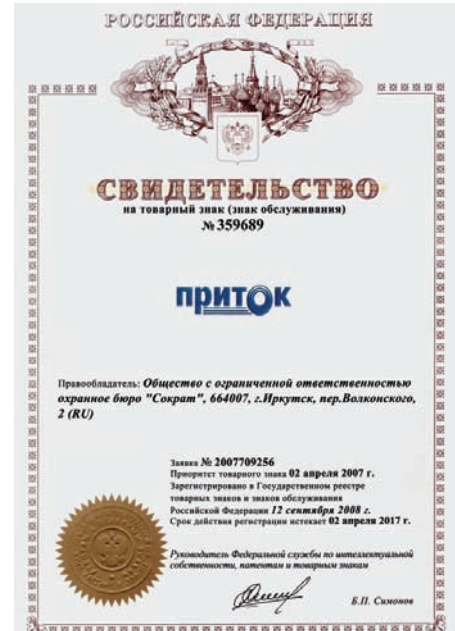 РОССИЙСКАЯ ФЕДЕРАЦИЯ
СВИДЕТЕЛЬСТВО
на товарный знак (знак обслуживания)
№ 359689
ПРИТОК
Правообладатель: Общество с ограниченной ответственностью
охранное бюро "Сократ", 664007, г.Иркутск, пер.Волконского,
2 (RU)
Заявка № 2007709256
Приоритет товарного знака 02 апреля 2007 г.
Зарегистрировано в Государственном реестре
товарных знаков и знаков обслуживания
Российской Федерации 12 сентября 2008 г.
Срок действия регистрации истекает 02 апреля 2017 г.
Руководитель Федеральной службы по интеллектуальной
собственности, патентам и товарным знакам
Б.П. Симонов